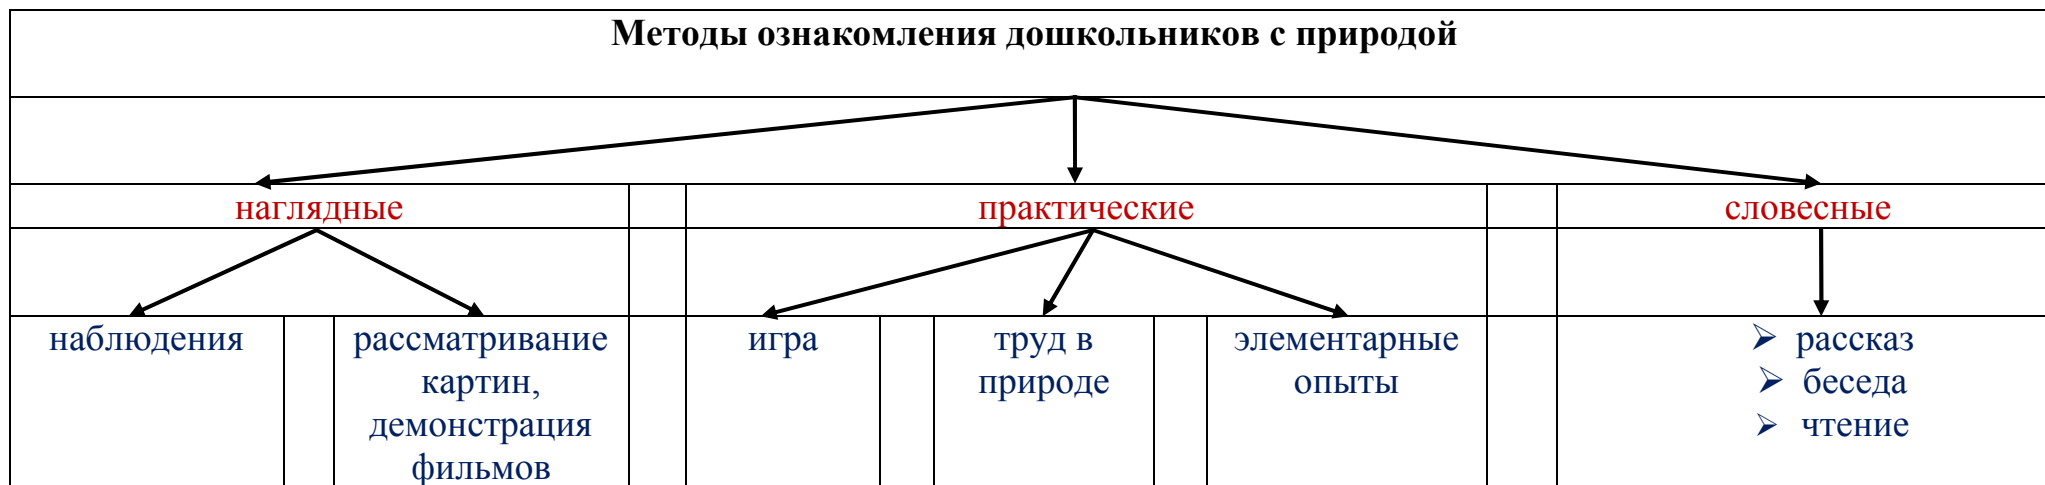 Методы ознакомления дошкольников с природой
наглядные
практические
словесные
наблюдения
рассматривание
картин,
демонстрация
фильмов
игра
труд в
природе
элементарные
опыты
➢ рассказ
➢ беседа
➢ чтение